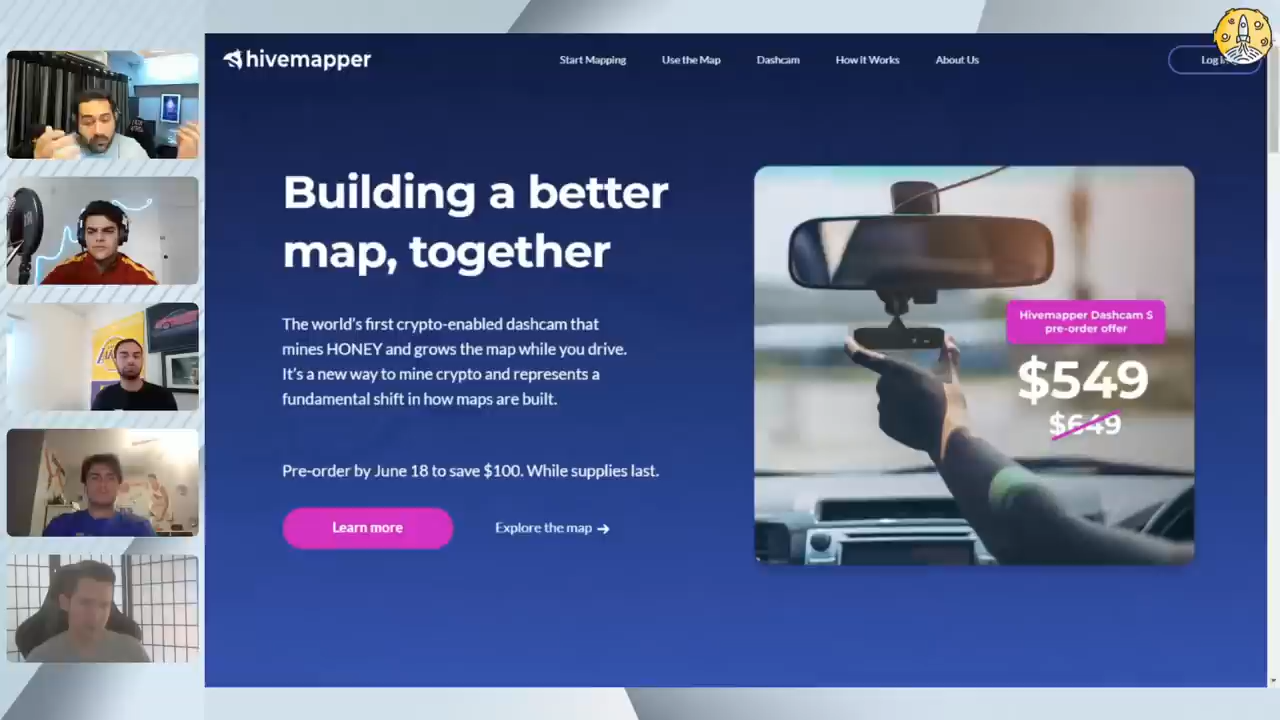 hivemapper
Start Mapping
Use the Map
Dashcam
How it Works
About Us
Log
Building a better
map, together
The world's first crypto-enabled dashcam that
mines HONEY and grows the map while you drive.
It's a new way to mine crypto and represents a
fundamental shift in how maps are built.
Pre-order by June 18 to save $100. While supplies last.
Learn more
Explore the map →
Hivemapper Dashcam S
pre-order offer
$549
$649